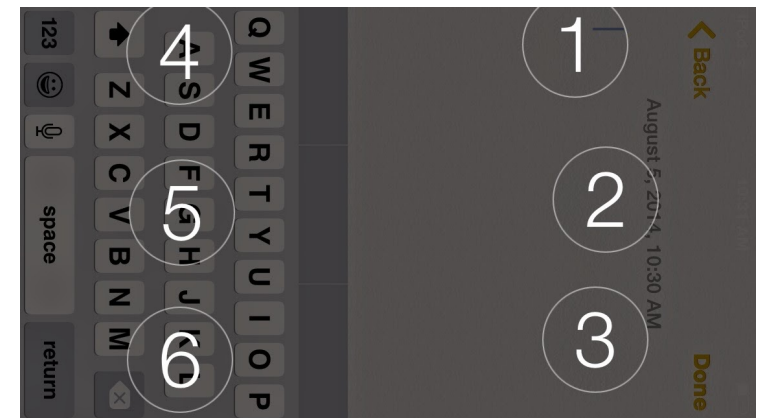 Back Done
August 5, 2014, 10:30 AM
1 2 3
Q W E R T Y U I O P
A S D F G H J K L
4 5 6
Z X C V B N M
123 space return